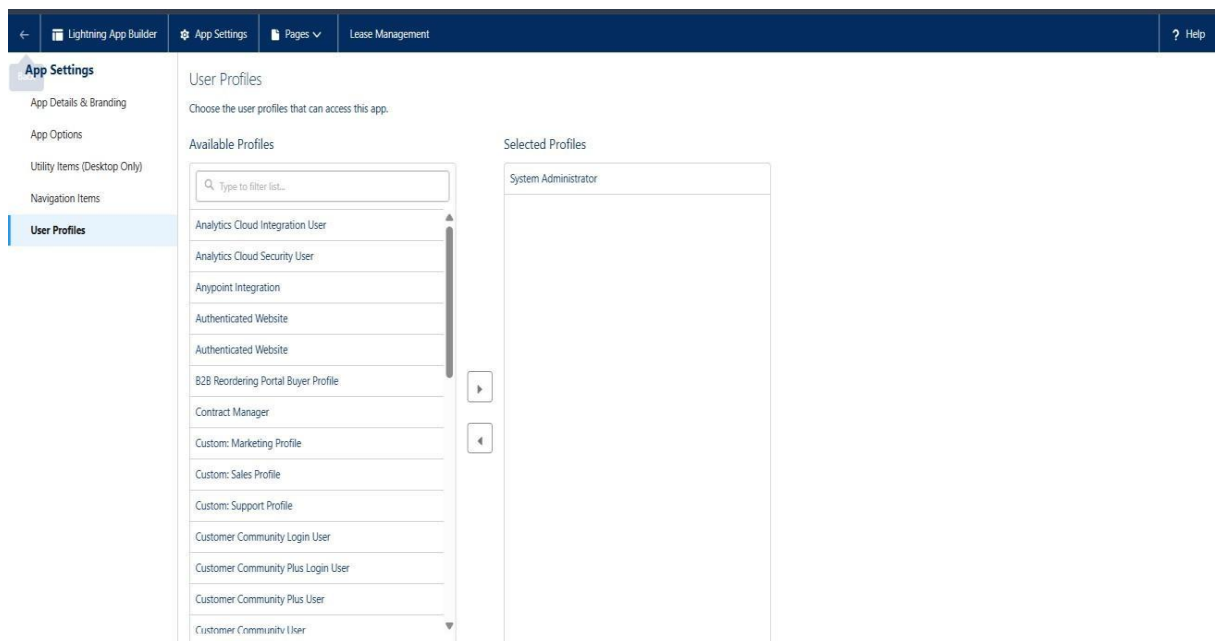 Lightning App Builder
App Settings
Pages
Lease Management
? Help
App Settings
App Details & Branding
App Options
Utility Items (Desktop Only)
Navigation Items
User Profiles
User Profiles
Choose the user profiles that can access this app.
Available Profiles
Type to filter list...
Analytics Cloud Integration User
Analytics Cloud Security User
Anypoint Integration
Authenticated Website
Authenticated Website
B2B Reordering Portal Buyer Profile
Contract Manager
Custom: Marketing Profile
Custom: Sales Profile
Custom: Support Profile
Customer Community Login User
Customer Community Plus Login User
Customer Community Plus User
Customer Community User
Selected Profiles
System Administrator